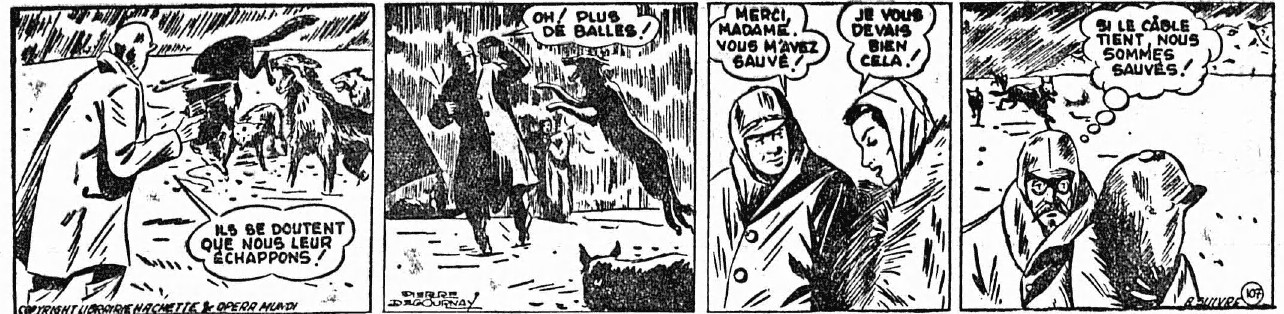 ILS SE DOUTENT
QUE NOUS LEUR
ÉCHAPPONS!
COPYRIGHT LIBRAIRIE HACHETTE & OPERA MUNDI
OH! PLUS
DE BALLES!
PIERRE
DEGOURNAY
MERCI,
MADAME.
VOUS M'AVEZ
SAUVÉ!
JE VOUS
DEVAIS
BIEN
CELA!
SI LE CÂBLE
TIENT, NOUS
SOMMES
SAUVÉS!
A SUIVRE
107